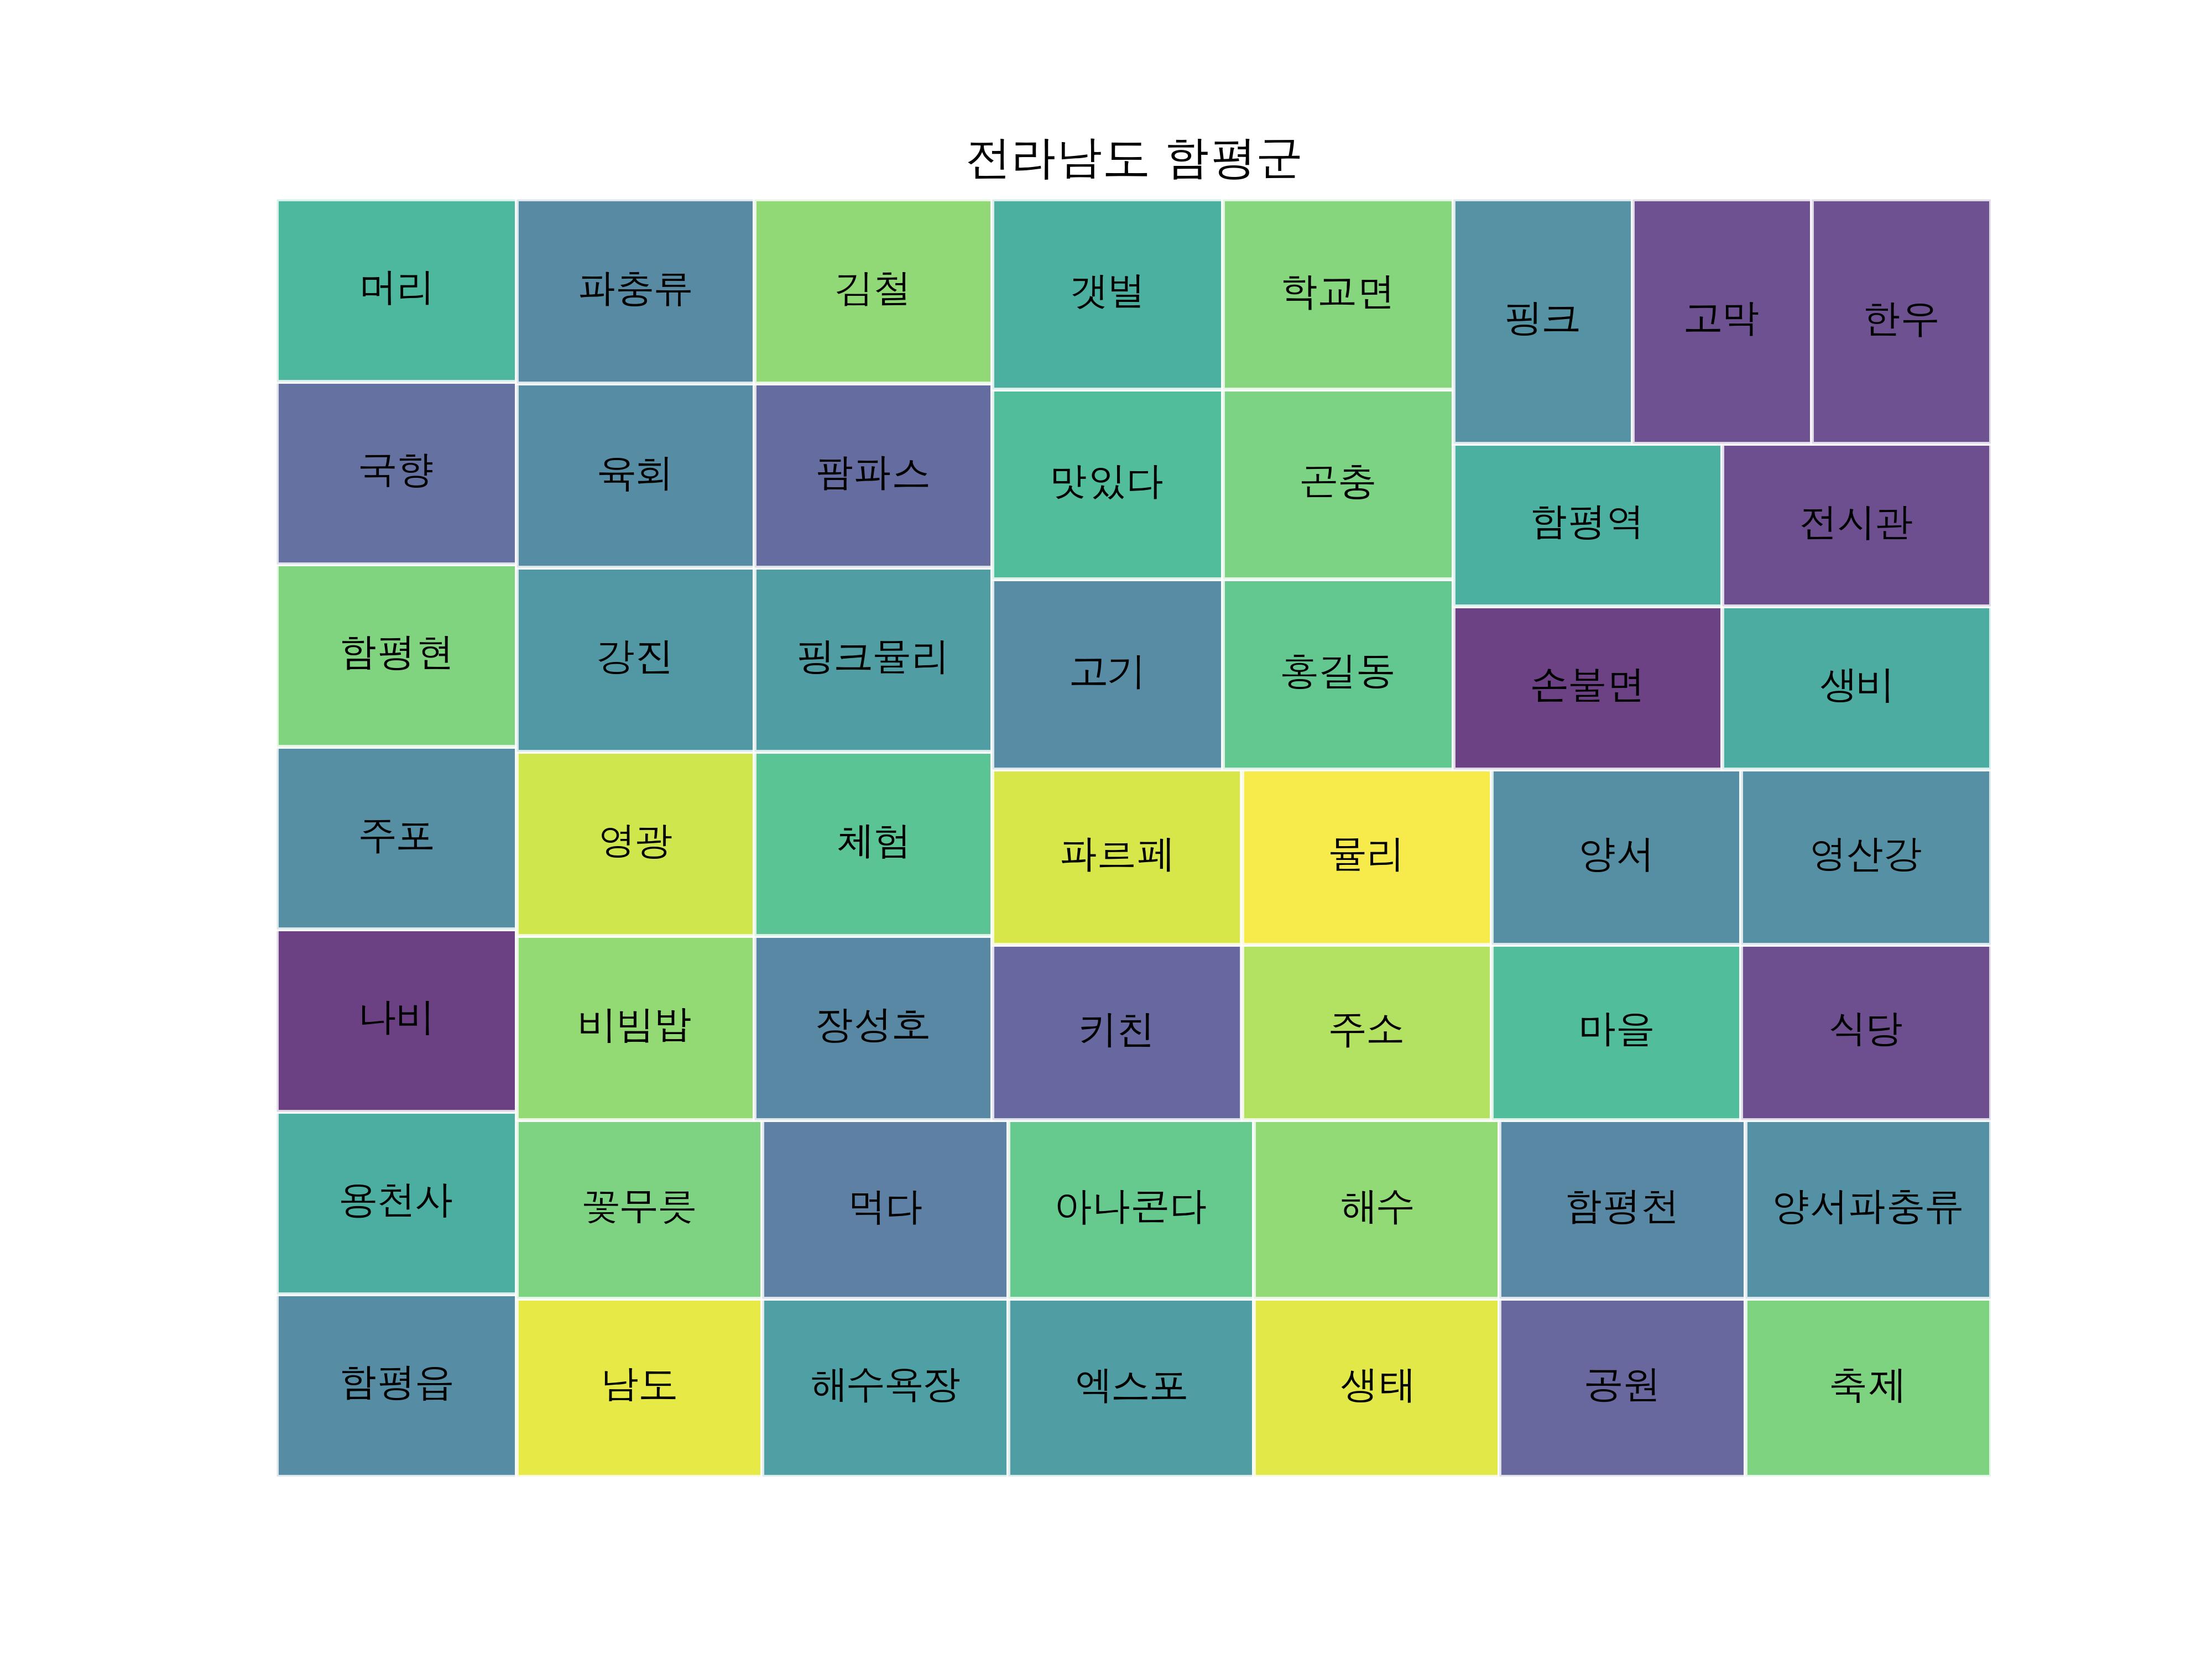 전라남도 함평군
머리
파충류
김철
갯벌
학교면
핑크
고막
한우
국향
육회
팜파스
맛있다
곤충
함평역
전시관
함평현
강진
핑크뮬리
고기
홍길동
손불면
생비
주포
영광
체험
파르페
뮬리
양서
영산강
나비
비빔밥
장성호
키친
주소
마을
식당
용천사
꽃무릇
먹다
아나콘다
해수
함평천
양서파충류
함평읍
남도
해수욕장
엑스포
생태
공원
축제